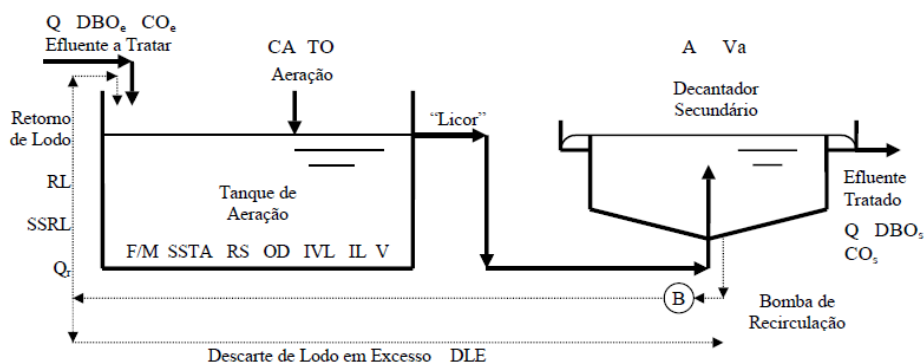 Q DBOe COe
Efluente a Tratar
CA TO
Aeração
A Va
Decantador
Secundário
Retorno
de Lodo
"Licor"
RL
Tanque de
Aeração
Efluente
Tratado
SSRL
Q DBOs
COs
F/M SSTA RS OD IVL IL V
Qr
B
Bomba de
Recirculação
Descarte de Lodo em Excesso DLE